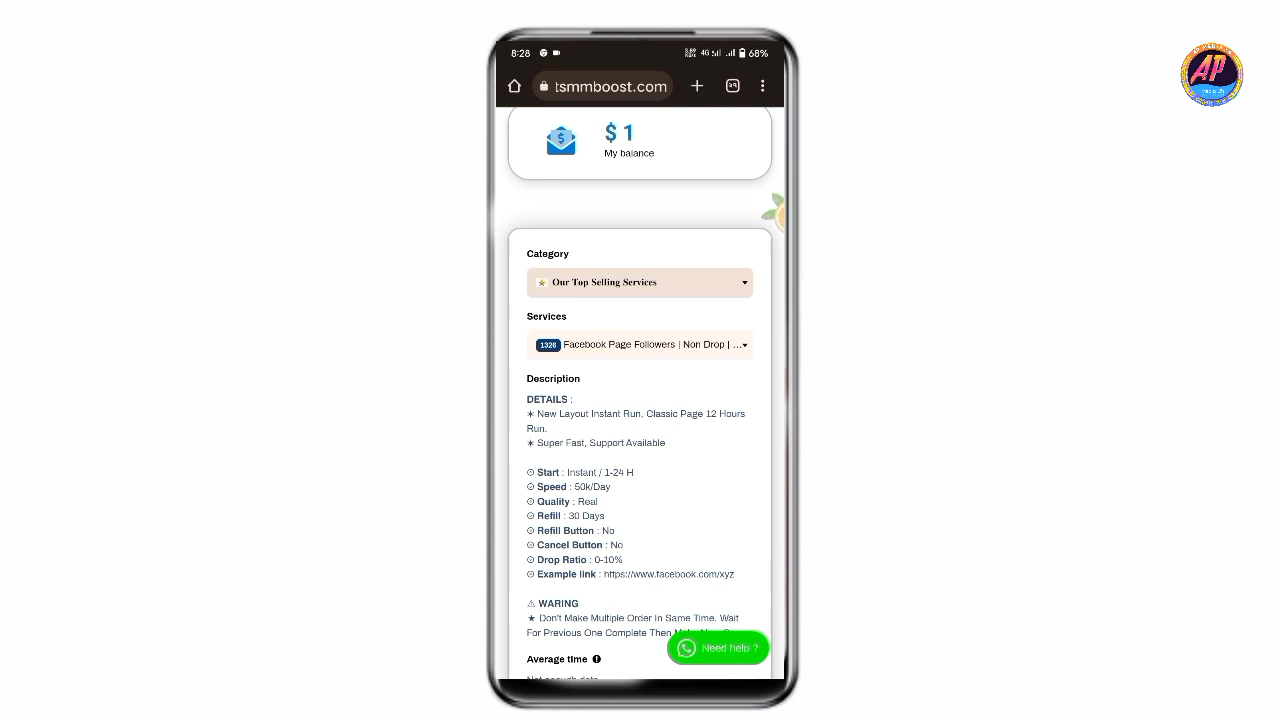 8:28
4G
68%
tsmmboost.com
AP
$ 1
My balance
Category
Our Top Selling Services
Services
1326 Facebook Page Followers | Non Drop | ...
Description
DETAILS :
✶ New Layout Instant Run, Classic Page 12 Hours
Run.
✶ Super Fast, Support Available
⊙ Start : Instant / 1-24 H
⊙ Speed : 50k/Day
⊙ Quality : Real
⊙ Refill : 30 Days
⊙ Refill Button : No
⊙ Cancel Button : No
⊙ Drop Ratio : 0-10%
⊙ Example link : https://www.facebook.com/xyz
⚠ WARING
★ Don't Make Multiple Order In Same Time. Wait
For Previous One Complete Then
Need help ?
Average time